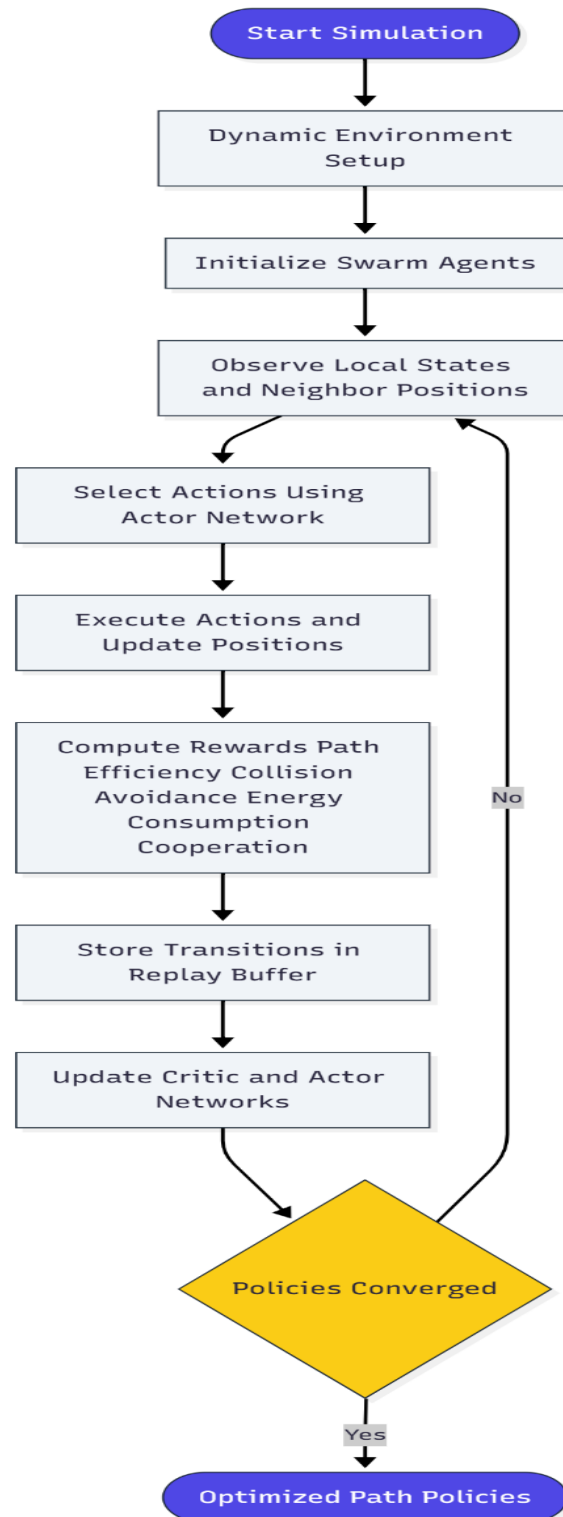 Start Simulation
Dynamic Environment
Setup
Initialize Swarm Agents
Observe Local States
and Neighbor Positions
Select Actions Using
Actor Network
Execute Actions and
Update Positions
Compute Rewards Path
Efficiency Collision
Avoidance Energy
Consumption
Cooperation
No
Store Transitions in
Replay Buffer
Update Critic and Actor
Networks
Policies Converged
Yes
Optimized Path Policies